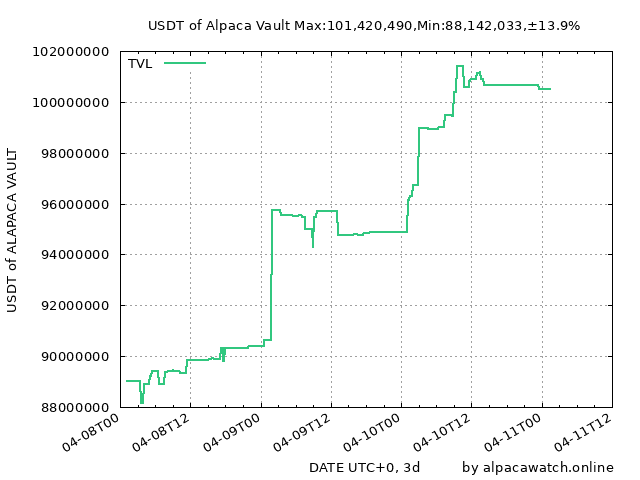 USDT of Alpaca Vault Max:101,420,490,Min:88,142,033,±13.9%
TVL
102000000
100000000
98000000
96000000
94000000
92000000
90000000
88000000
USDT of ALAPACA VAULT
04-08T00
04-08T12
04-09T00
04-09T12
04-10T00
04-10T12
04-11T00
04-11T12
DATE UTC+0, 3d
by alpacawatch.online